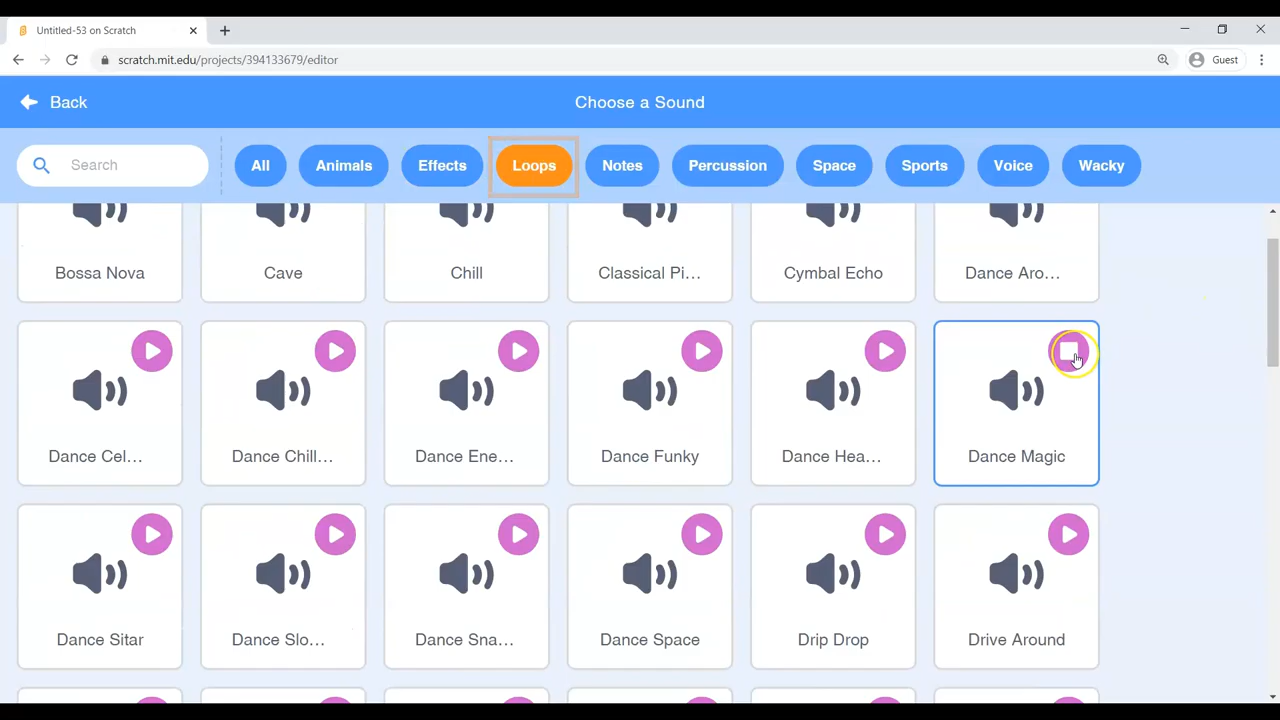 Untitled-53 on Scratch
scratch.mit.edu/projects/394133679/editor
Guest
Back
Choose a Sound
Search
All
Animals
Effects
Loops
Notes
Percussion
Space
Sports
Voice
Wacky
Bossa Nova
Cave
Chill
Classical Pi...
Cymbal Echo
Dance Aro...
Dance Cel...
Dance Chill...
Dance Ene...
Dance Funky
Dance Hea...
Dance Magic
Dance Sitar
Dance Slo...
Dance Sna...
Dance Space
Drip Drop
Drive Around